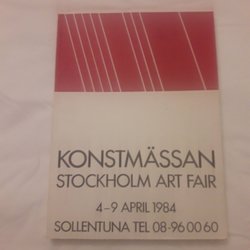 KONSTMÄSSAN
STOCKHOLM ART FAIR
4–9 APRIL 1984
SOLLENTUNA TEL 08-96 00 60